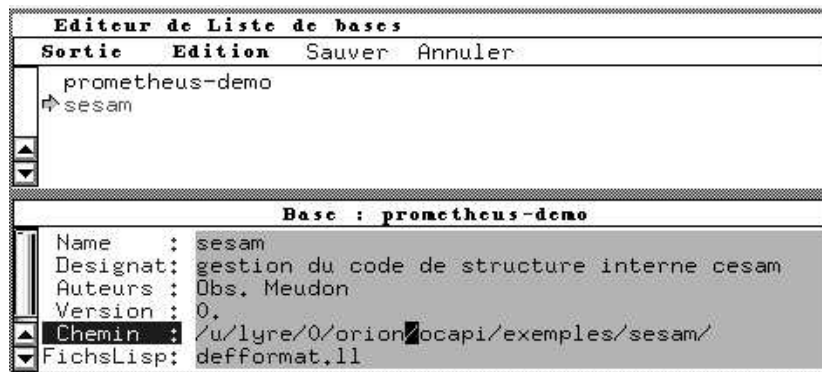 Editeur de Liste de bases
Sortie Edition Sauver Annuler
prometheus-demo
sesam
Base : prometheus-demo
Name : sesam
Designat: gestion du code de structure interne cesam
Auteurs : Obs. Meudon
Version : 0.
Chemin : /u/lyre/0/orion/ocapi/exemples/sesam/
FichsLisp: defformat.ll